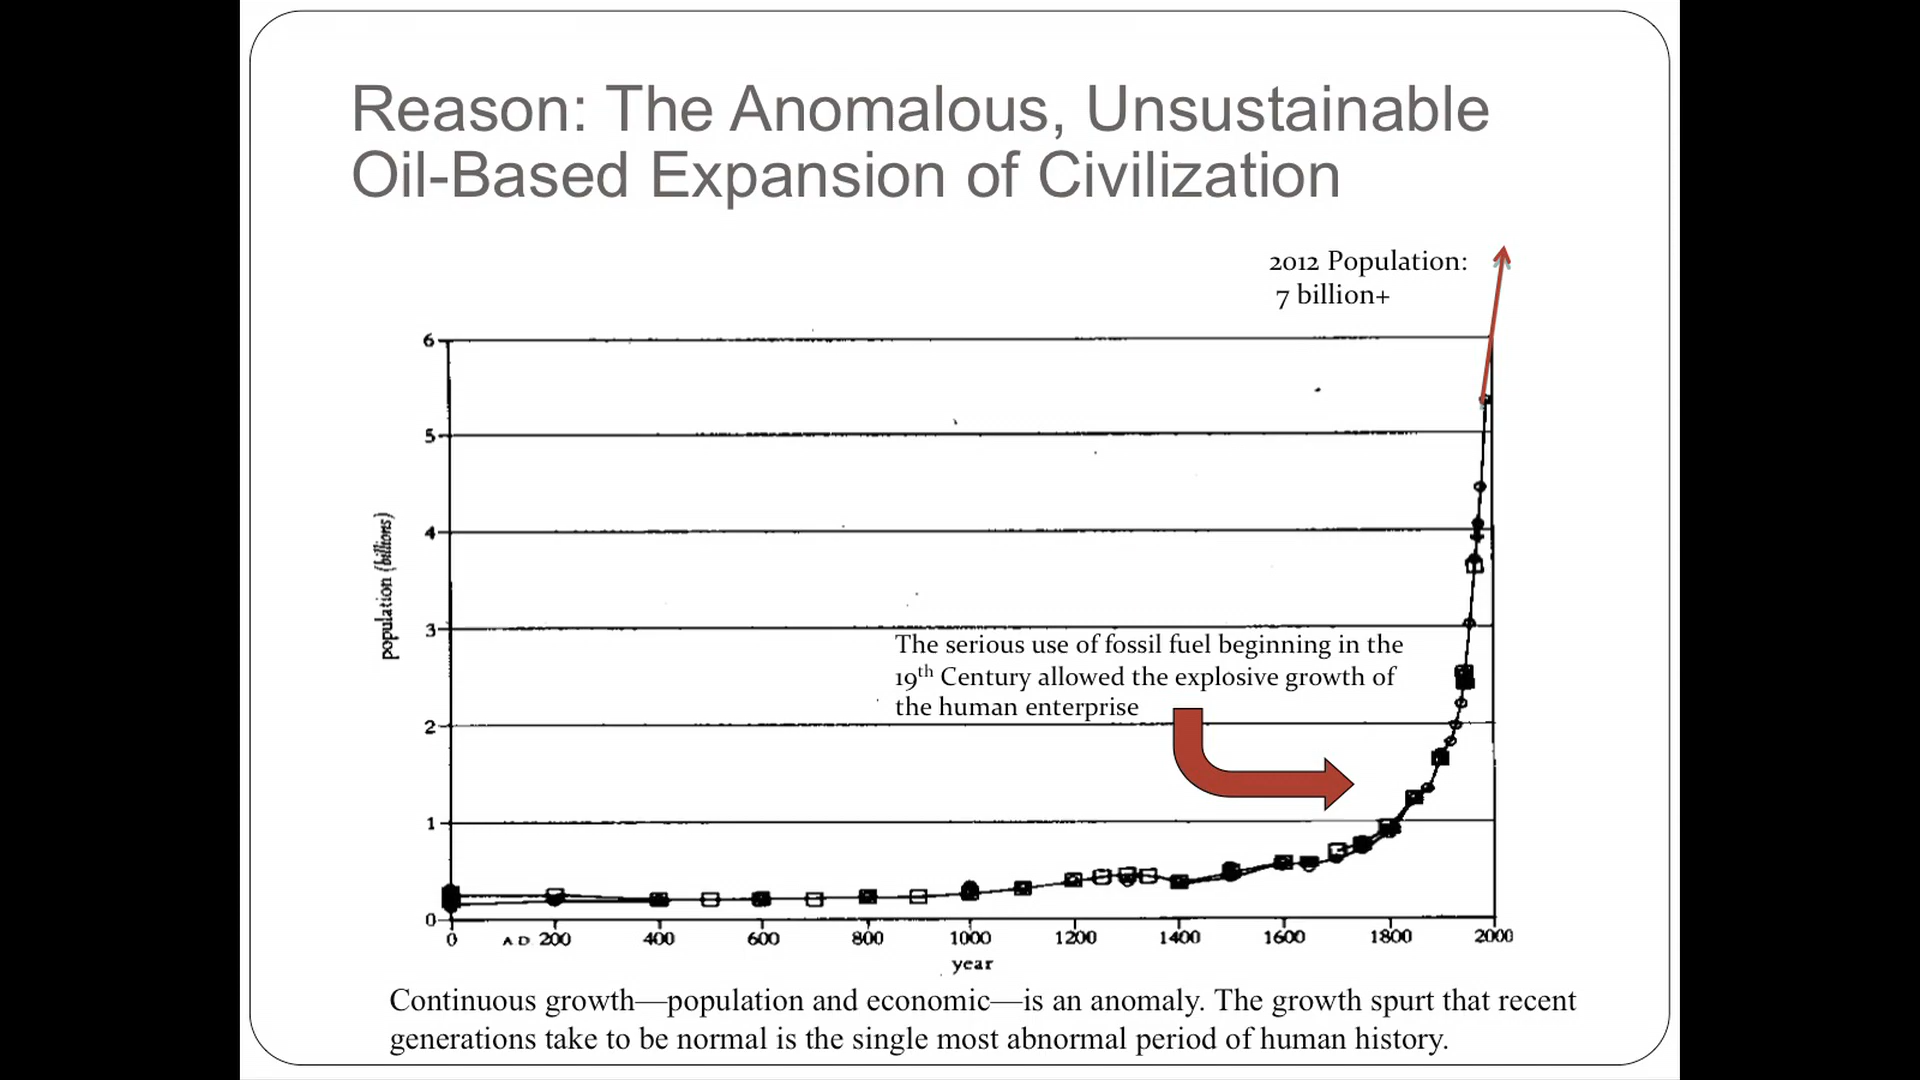 Reason: The Anomalous, Unsustainable
Oil-Based Expansion of Civilization
2012 Population:
7 billion+
6
5
4
3
2
1
0
population (billions)
The serious use of fossil fuel beginning in the
19th Century allowed the explosive growth of
the human enterprise
0 AD 200 400 600 800 1000 1200 1400 1600 1800 2000
year
Continuous growth—population and economic—is an anomaly. The growth spurt that recent
generations take to be normal is the single most abnormal period of human history.